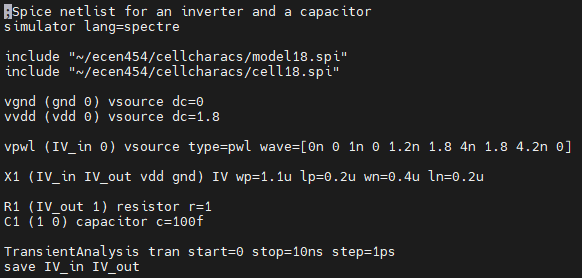 ;Spice netlist for an inverter and a capacitor
simulator lang=spectre
include "~/ecen454/cellcharacs/model18.spi"
include "~/ecen454/cellcharacs/cell18.spi"
vgnd (gnd 0) vsource dc=0
vvdd (vdd 0) vsource dc=1.8
vpwl (IV_in 0) vsource type=pwl wave=[0n 0 1n 0 1.2n 1.8 4n 1.8 4.2n 0]
X1 (IV_in IV_out vdd gnd) IV wp=1.1u lp=0.2u wn=0.4u ln=0.2u
R1 (IV_out 1) resistor r=1
C1 (1 0) capacitor c=100f
TransientAnalysis tran start=0 stop=10ns step=1ps
save IV_in IV_out